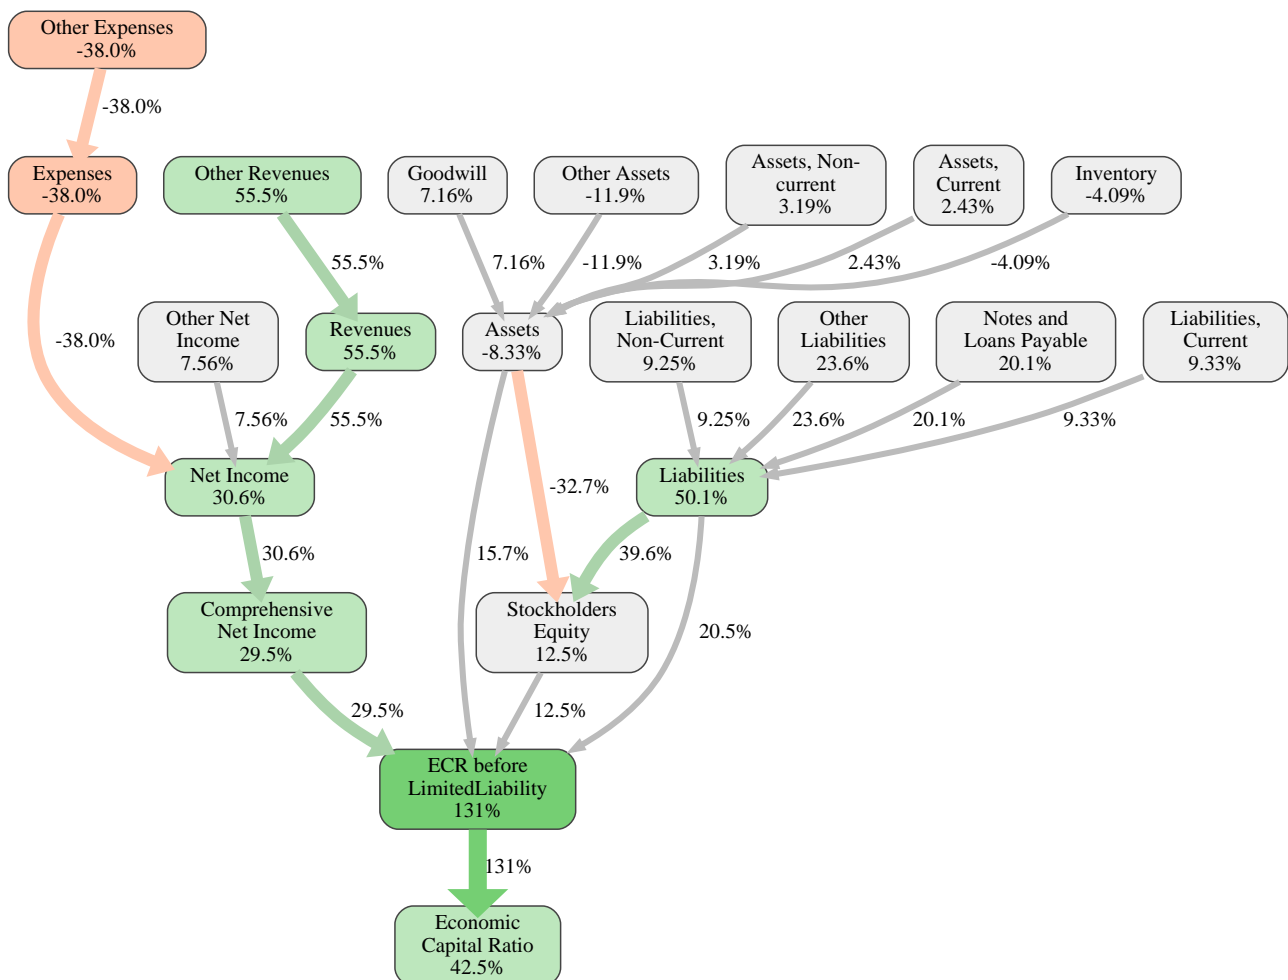 Other Expenses
-38.0%
-38.0%
Expenses
-38.0%
Other Revenues
55.5%
Goodwill
7.16%
Other Assets
-11.9%
Assets, Non-
current
3.19%
Assets,
Current
2.43%
Inventory
-4.09%
55.5%
7.16%
-11.9%
3.19%
2.43%
-4.09%
-38.0%
Other Net
Income
7.56%
Revenues
55.5%
Assets
-8.33%
Liabilities,
Non-Current
9.25%
Other
Liabilities
23.6%
Notes and
Loans Payable
20.1%
Liabilities,
Current
9.33%
7.56%
55.5%
9.25%
23.6%
20.1%
9.33%
Net Income
30.6%
-32.7%
Liabilities
50.1%
30.6%
15.7%
39.6%
20.5%
Comprehensive
Net Income
29.5%
Stockholders
Equity
12.5%
29.5%
12.5%
ECR before
LimitedLiability
131%
131%
Economic
Capital Ratio
42.5%